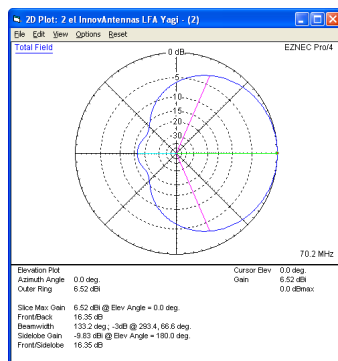 2D Plot: 2 el InnovAntennas LFA Yagi - (2)
File Edit View Options Reset
Total Field
EZNEC Pro/4
0 dB
-5
-10
-15
-20
-30
70.2 MHz
Elevation Plot
Azimuth Angle 0.0 deg.
Outer Ring 6.52 dBi
Cursor Elev 0.0 deg.
Gain 6.52 dBi
0.0 dBmax
Slice Max Gain 6.52 dBi @ Elev Angle = 0.0 deg.
Front/Back 16.35 dB
Beamwidth 133.2 deg.; -3dB @ 293.4, 66.6 deg.
Sidelobe Gain -9.83 dBi @ Elev Angle = 180.0 deg.
Front/Sidelobe 16.35 dB